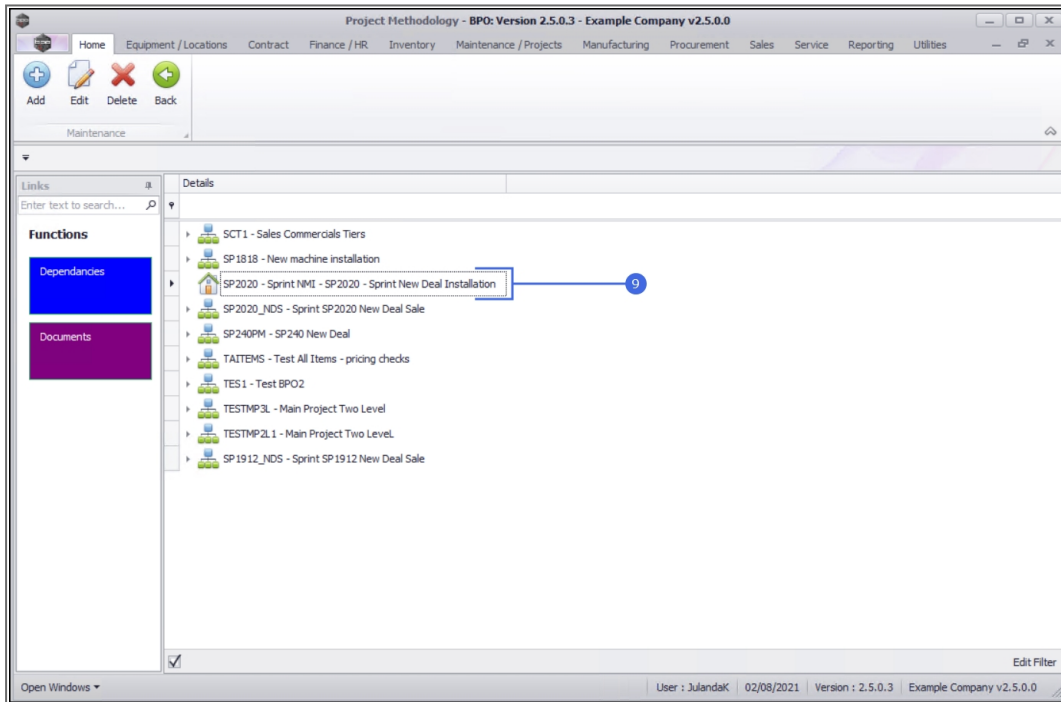 Project Methodology - BPO: Version 2.5.0.3 - Example Company v2.5.0.0
Home Equipment / Locations Contract Finance / HR Inventory Maintenance / Projects Manufacturing Procurement Sales Service Reporting Utilities
Add Edit Delete Back
Maintenance
Links
Enter text to search...
Functions
Dependancies
Documents
Details
SCT1 - Sales Commercials Tiers
SP1818 - New machine installation
SP2020 - Sprint NMI - SP2020 - Sprint New Deal Installation
9
SP2020_NDS - Sprint SP2020 New Deal Sale
SP240PM - SP240 New Deal
TAITEMS - Test All Items - pricing checks
TES1 - Test BPO2
TESTMP3L - Main Project Two Level
TESTMP2L1 - Main Project Two LeveL
SP1912_NDS - Sprint SP1912 New Deal Sale
Edit Filter
Open Windows User : JulandaK 02/08/2021 Version : 2.5.0.3 Example Company v2.5.0.0